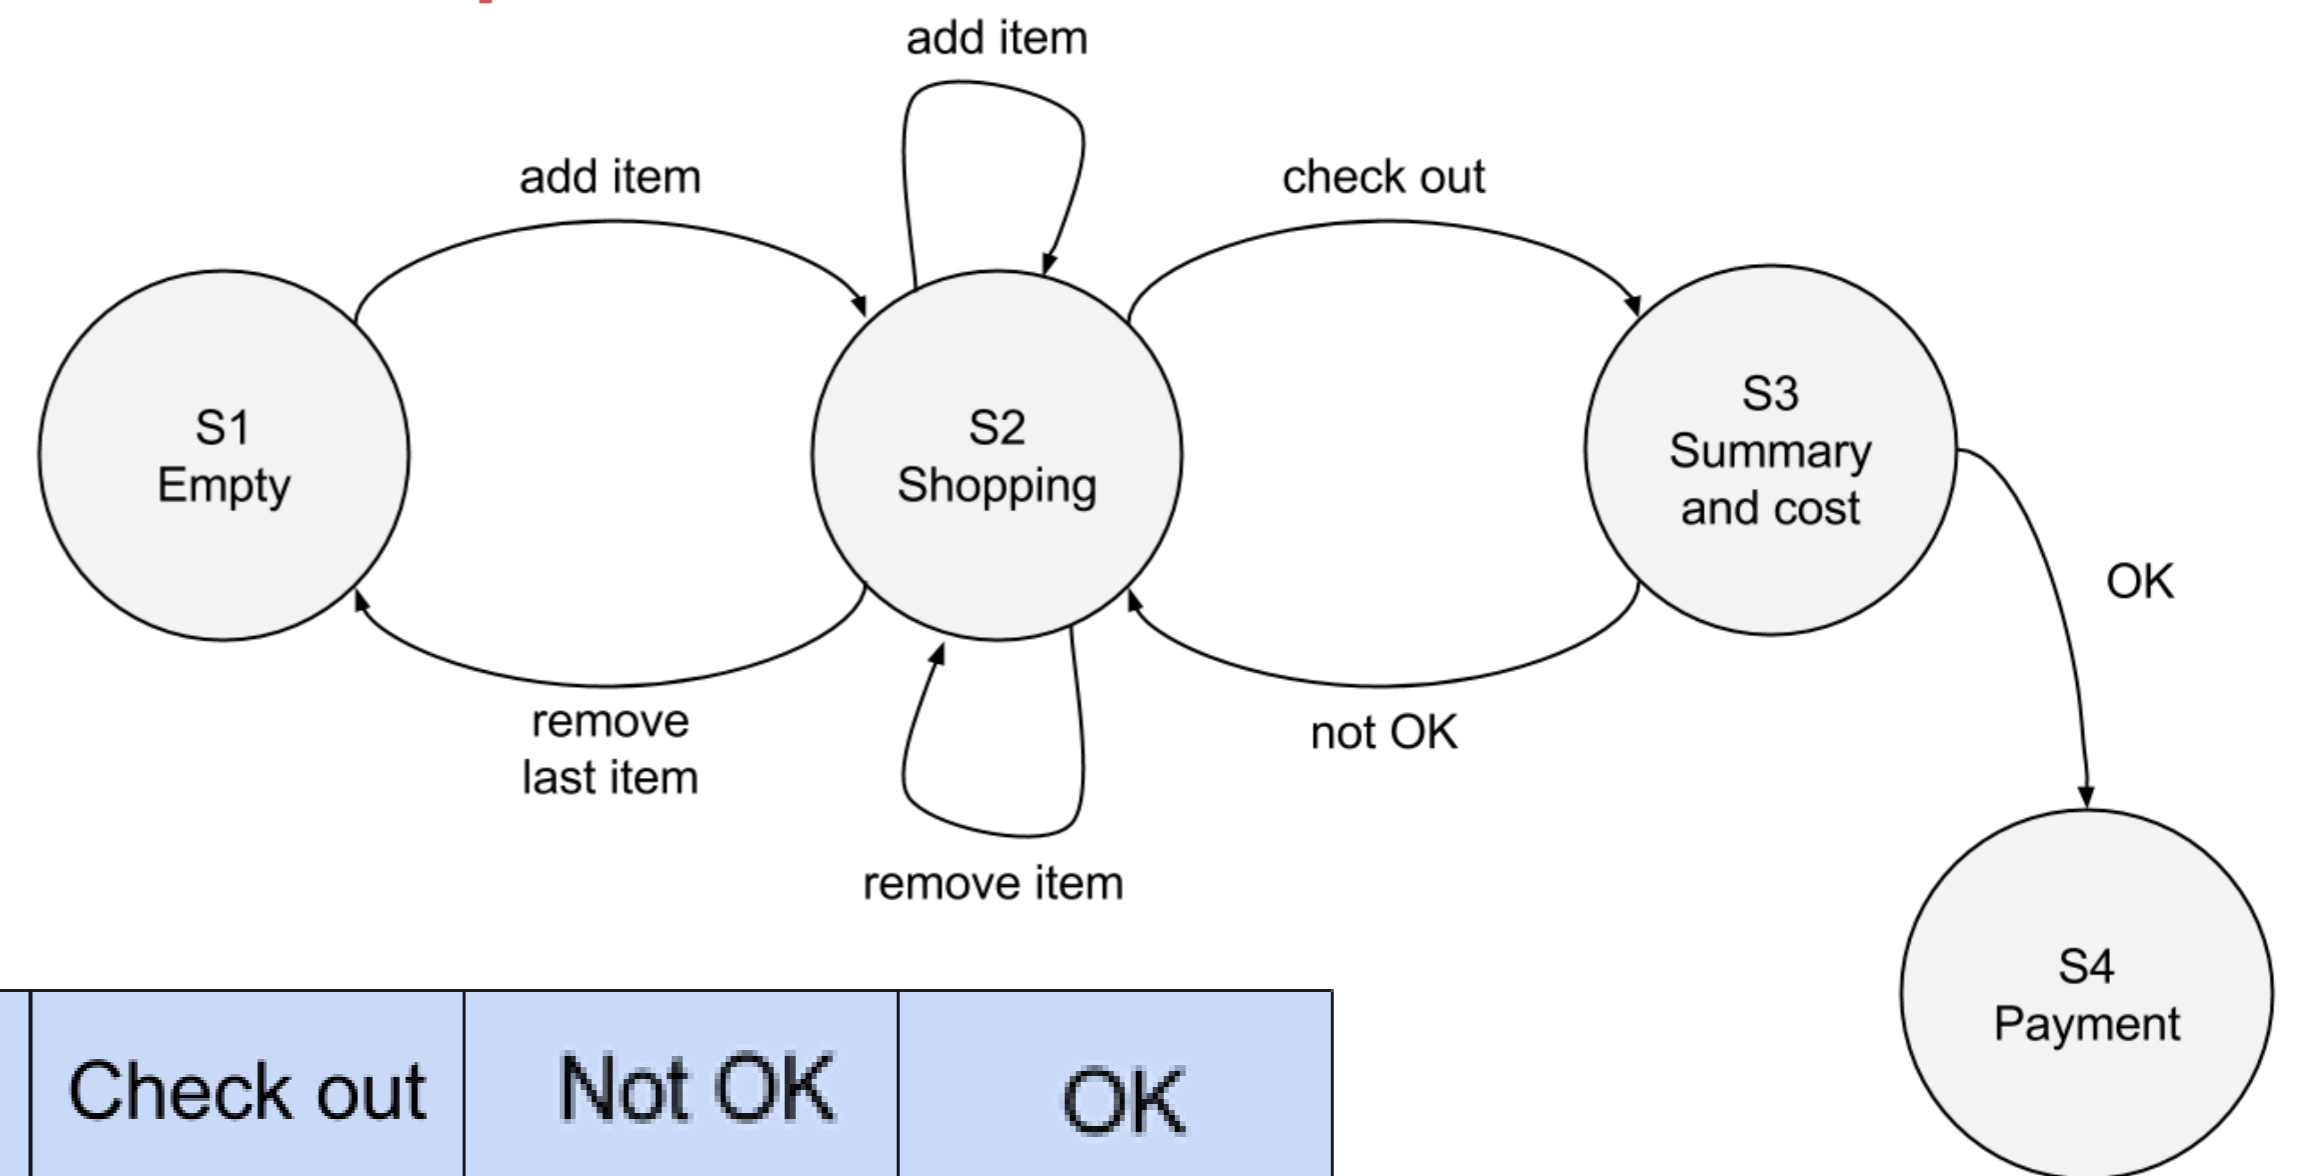 add item
add item
check out
S1
Empty
S2
Shopping
S3
Summary
and cost
OK
remove
last item
not OK
remove item
S4
Payment
Check out
Not OK
OK